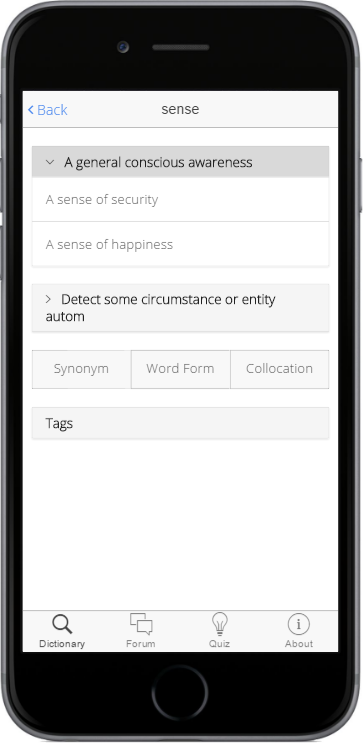 Back
sense
A general conscious awareness
A sense of security
A sense of happiness
Detect some circumstance or entity
autom
Synonym
Word Form
Collocation
Tags
Dictionary
Forum
Quiz
About